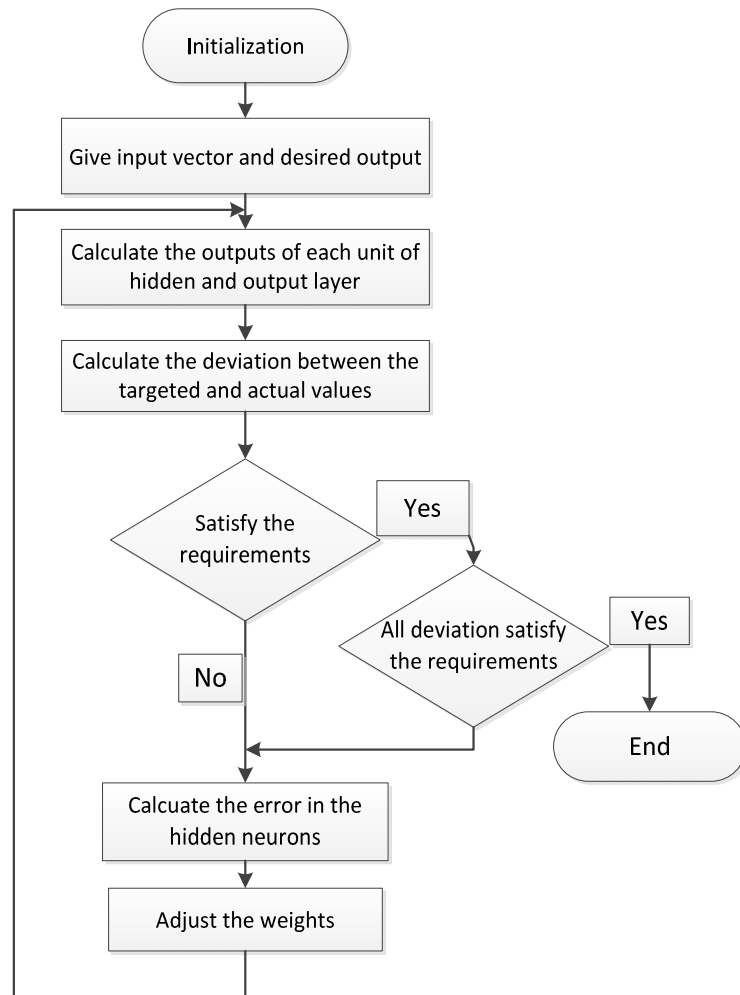 Initialization
Give input vector and desired output
Calculate the outputs of each unit of
hidden and output layer
Calculate the deviation between the
targeted and actual values
Satisfy the
requirements
Yes
All deviation satisfy
the requirements
Yes
No
End
Calcuate the error in the
hidden neurons
Adjust the weights